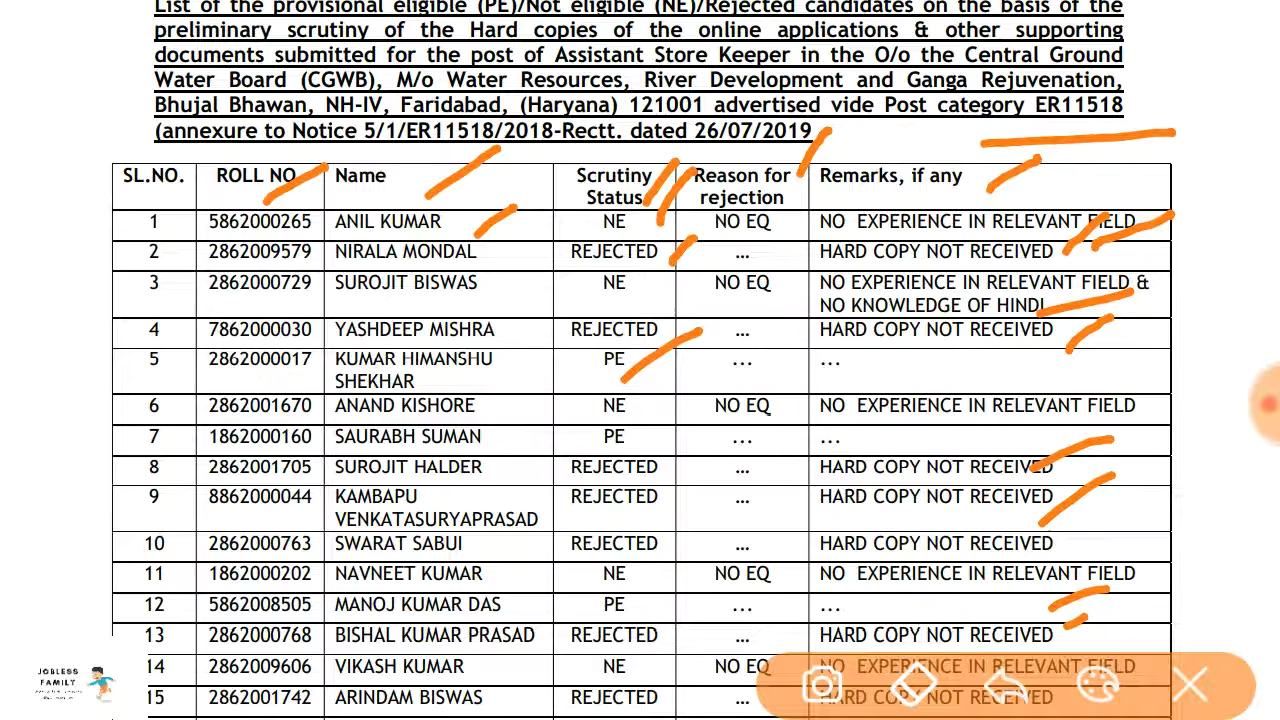 List of the provisional eligible (PE)/Not eligible (NE)/Rejected candidates on the basis of the
preliminary scrutiny of the Hard copies of the online applications & other supporting
documents submitted for the post of Assistant Store Keeper in the O/o the Central Ground
Water Board (CGWB), M/o Water Resources, River Development and Ganga Rejuvenation,
Bhujal Bhawan, NH-IV, Faridabad, (Haryana) 121001 advertised vide Post category ER11518
(annexure to Notice 5/1/ER11518/2018-Rectt. dated 26/07/2019
SL.NO. ROLL NO Name Scrutiny Status Reason for rejection Remarks, if any
1 5862000265 ANIL KUMAR NE NO EQ NO EXPERIENCE IN RELEVANT FIELD
2 2862009579 NIRALA MONDAL REJECTED ... HARD COPY NOT RECEIVED
3 2862000729 SUROJIT BISWAS NE NO EQ NO EXPERIENCE IN RELEVANT FIELD &
NO KNOWLEDGE OF HINDI
4 7862000030 YASHDEEP MISHRA REJECTED ... HARD COPY NOT RECEIVED
5 2862000017 KUMAR HIMANSHU PE ... ...
SHEKHAR
6 2862001670 ANAND KISHORE NE NO EQ NO EXPERIENCE IN RELEVANT FIELD
7 1862000160 SAURABH SUMAN PE ... ...
8 2862001705 SUROJIT HALDER REJECTED ... HARD COPY NOT RECEIVED
9 8862000044 KAMBAPU REJECTED ... HARD COPY NOT RECEIVED
VENKATASURYAPRASAD
10 2862000763 SWARAT SABUI REJECTED ... HARD COPY NOT RECEIVED
11 1862000202 NAVNEET KUMAR NE NO EQ NO EXPERIENCE IN RELEVANT FIELD
12 5862008505 MANOJ KUMAR DAS PE ... ...
13 2862000768 BISHAL KUMAR PRASAD REJECTED ... HARD COPY NOT RECEIVED
14 2862009606 VIKASH KUMAR NE NO EQ NO EXPERIENCE IN RELEVANT FIELD
15 2862001742 ARINDAM BISWAS REJECTED ... HARD COPY NOT RECEIVED
JOBLESS
FAMILY